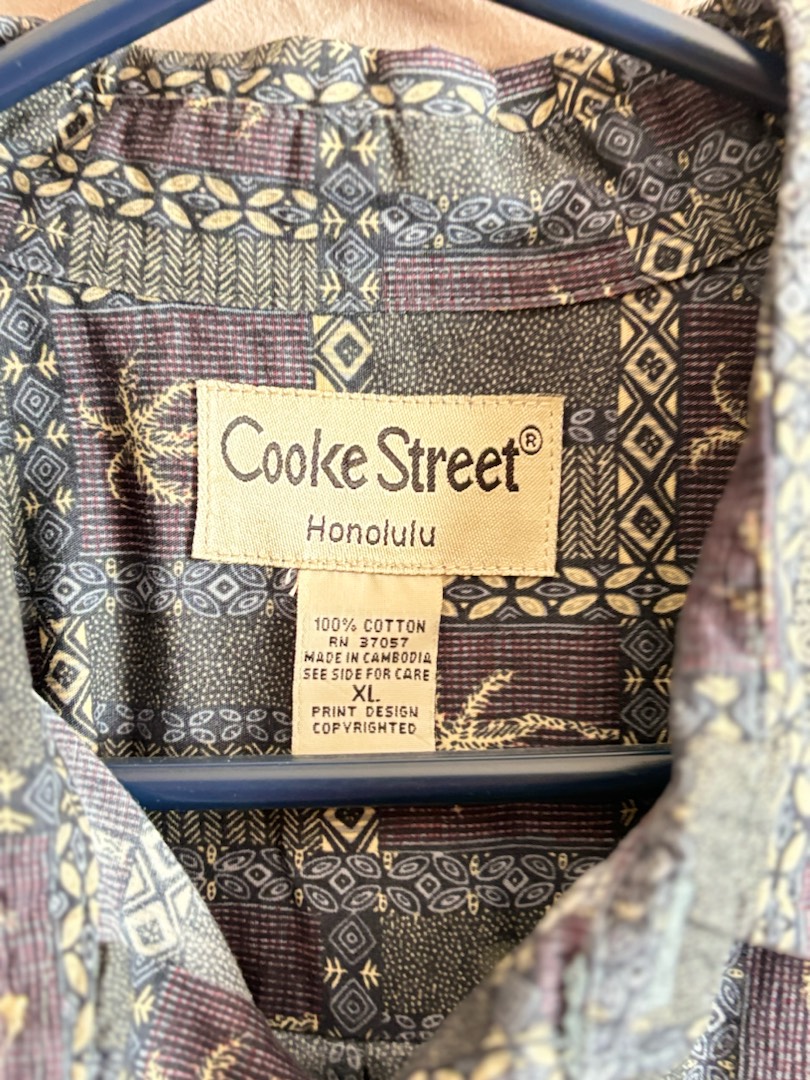 Cooke Street®
Honolulu
100% COTTON
RN 37057
MADE IN CAMBODIA
SEE SIDE FOR CARE
XL
PRINT DESIGN
COPYRIGHTED